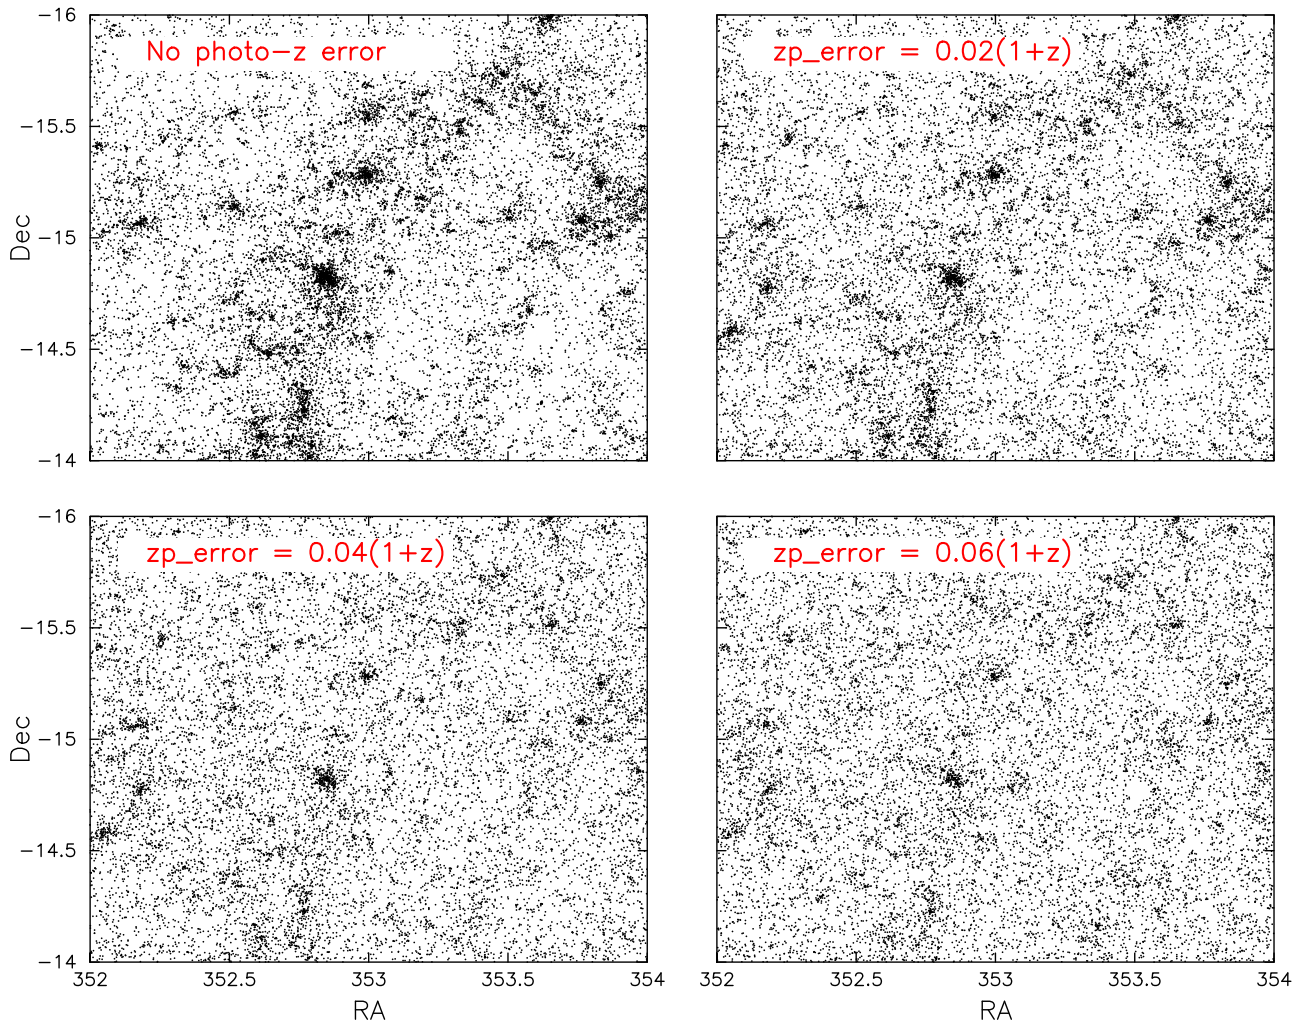 No photo-z error
zp_error = 0.02(1+z)
-16
-15.5
-15
-14.5
-14
Dec
zp_error = 0.04(1+z)
zp_error = 0.06(1+z)
-16
-15.5
-15
-14.5
-14
Dec
352
352.5
353
353.5
354
352
352.5
353
353.5
354
RA
RA